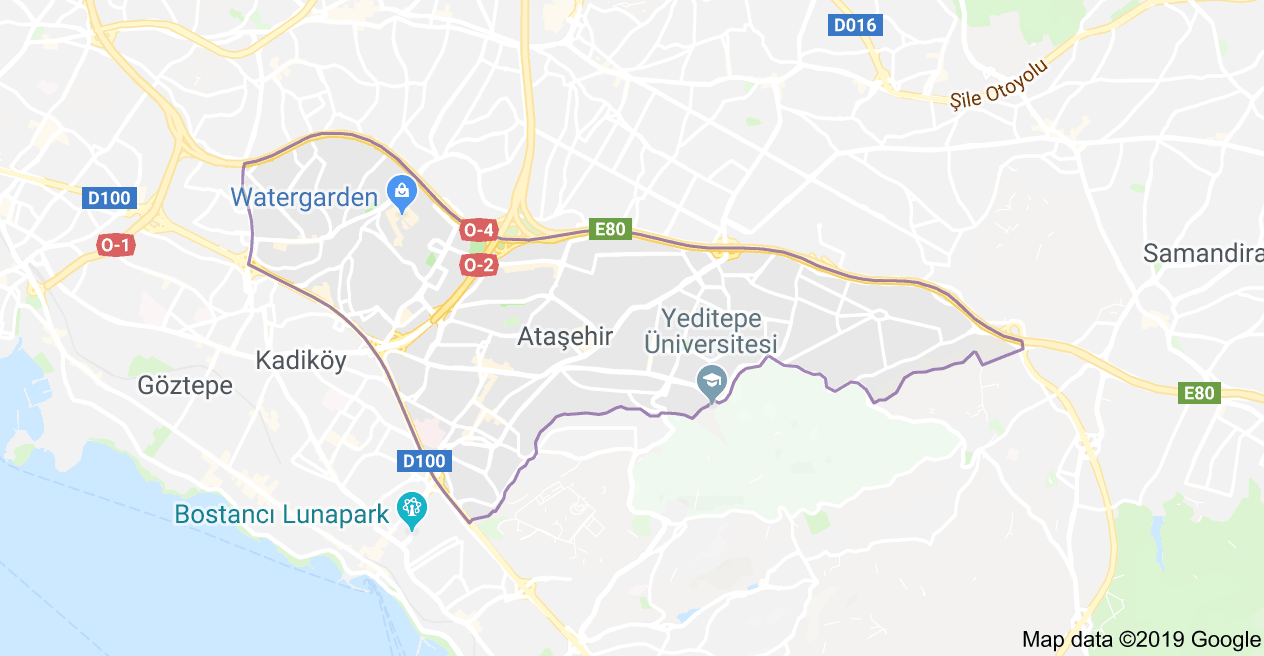 D016
Şile Otoyolu
D100
Watergarden
O-4
E80
O-1
O-2
Samandira
Yeditepe
Üniversitesi
Ataşehir
Kadiköy
Göztepe
E80
D100
Bostancı Lunapark
Map data ©2019 Google